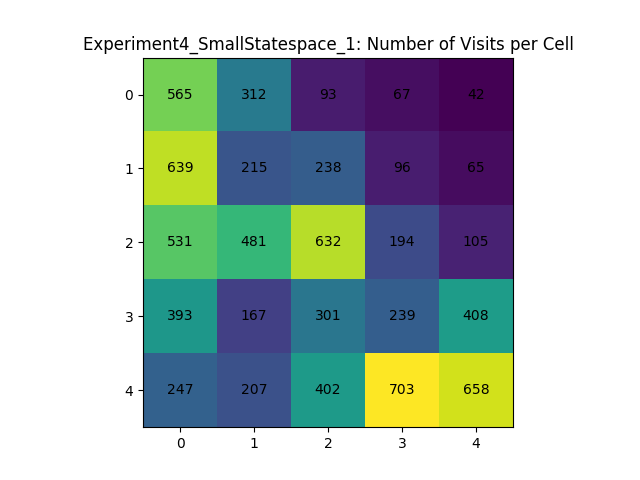 Experiment4_SmallStatespace_1: Number of Visits per Cell
0 565 312 93 67 42
1 639 215 238 96 65
2 531 481 632 194 105
3 393 167 301 239 408
4 247 207 402 703 658
0 1 2 3 4